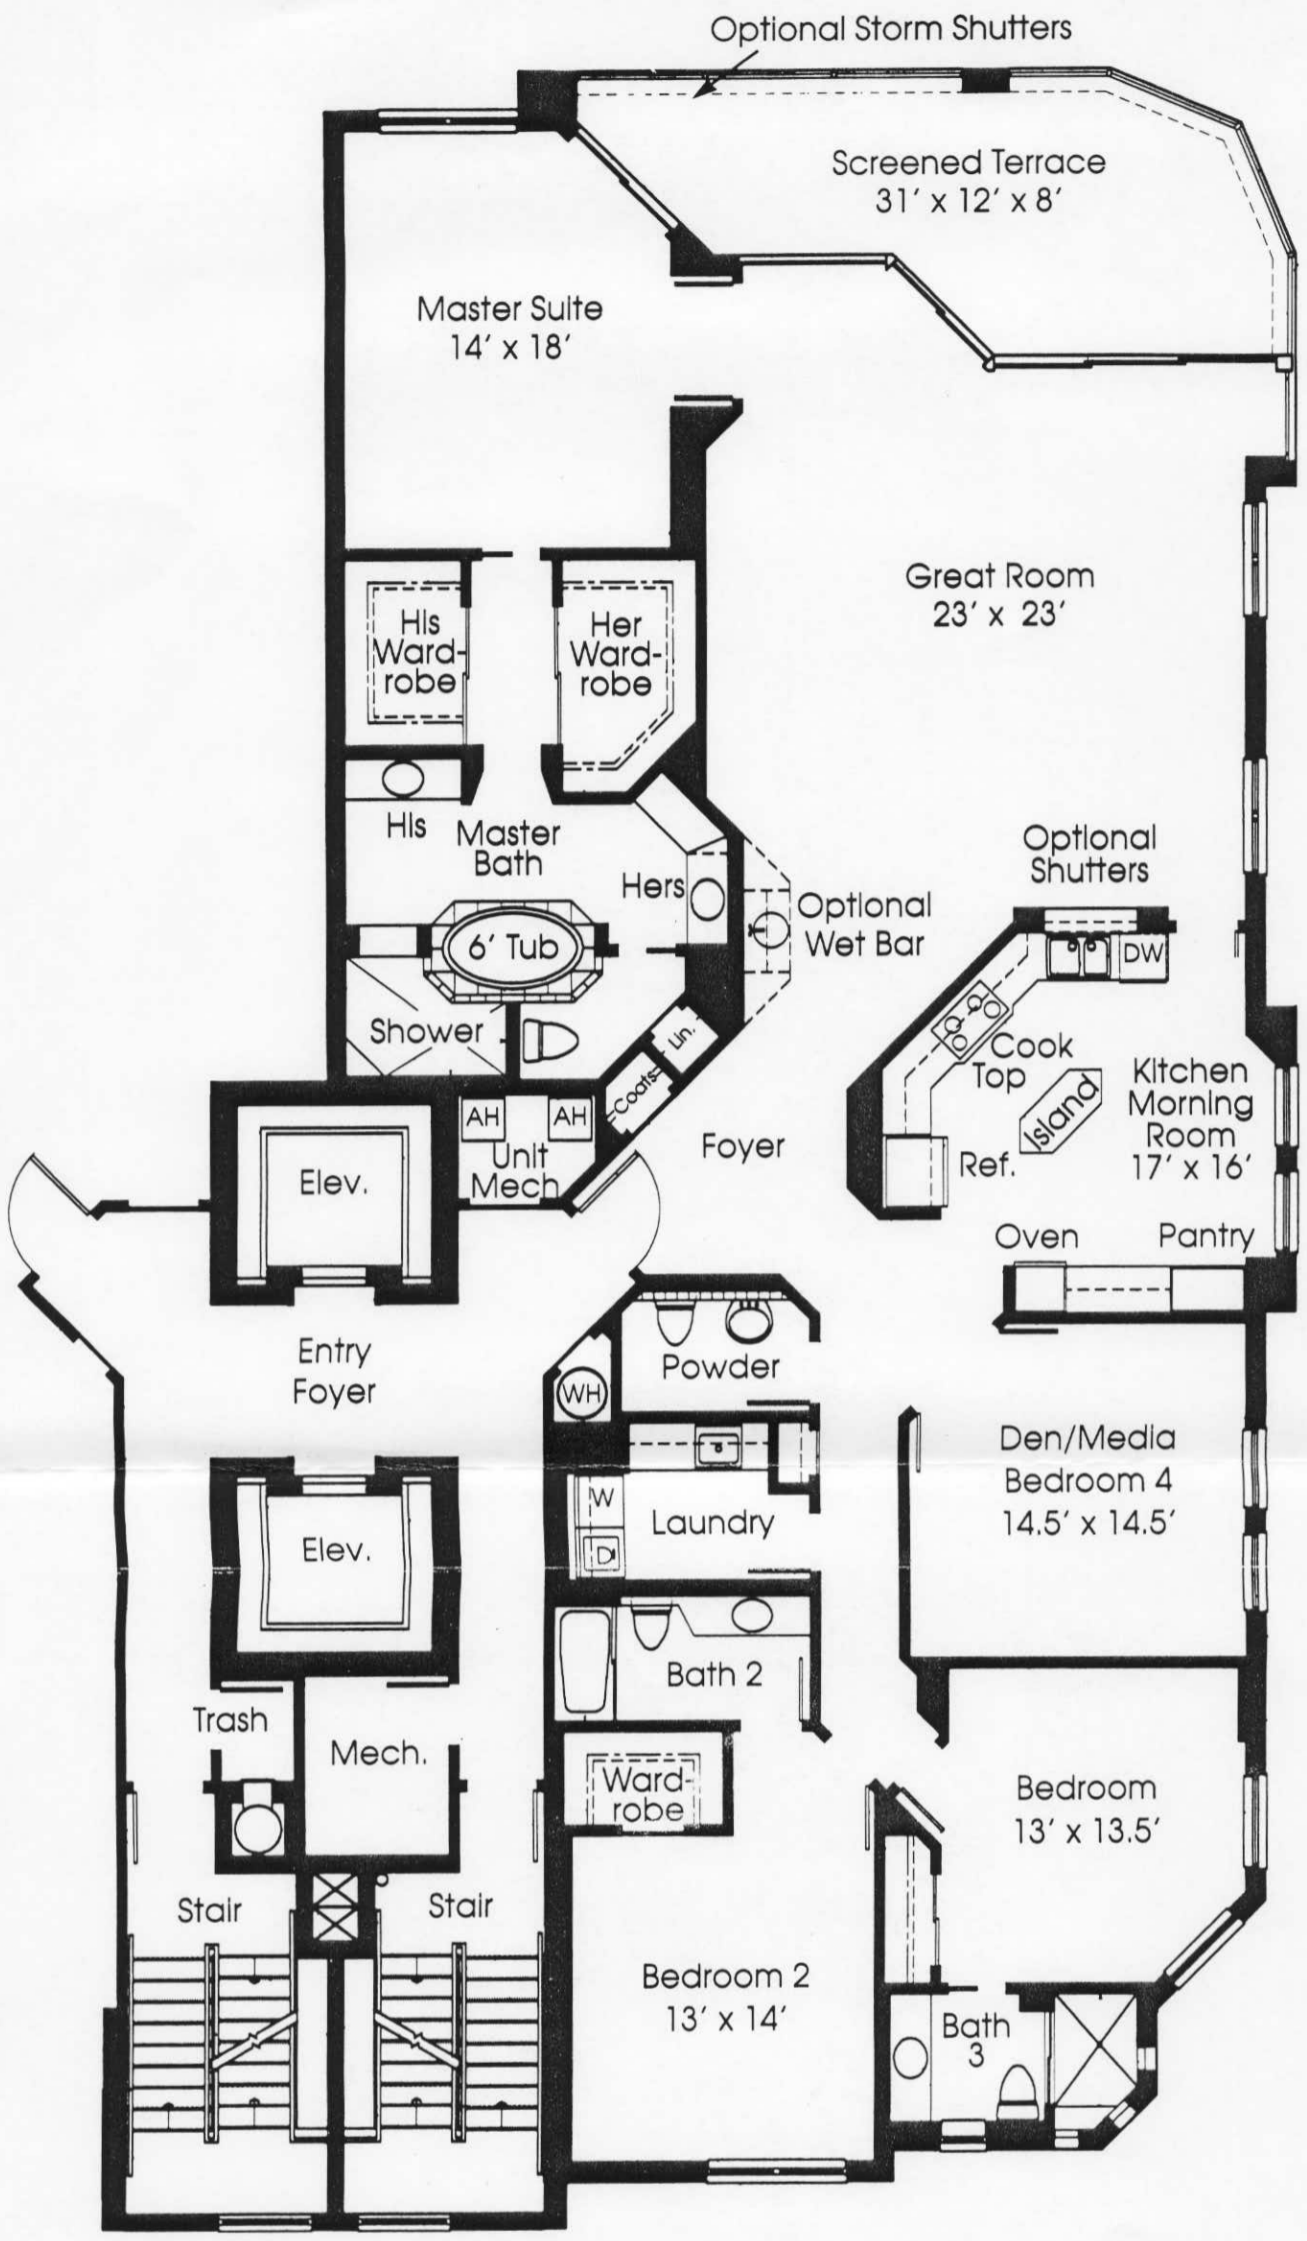 Optional Storm Shutters
Screened Terrace
31' x 12' x 8'
Master Suite
14' x 18'
Great Room
23' x 23'
His
Ward-
robe
Her
Ward-
robe
His
Master
Bath
Hers
6' Tub
Shower
Optional
Wet Bar
Optional
Shutters
DW
Cook
Top
Island
Kitchen
Morning
Room
17' x 16'
Lin.
Coats
AH
AH
Unit
Mech
Foyer
Ref.
Oven
Pantry
Elev.
Entry
Foyer
Powder
WH
Den/Media
Bedroom 4
14.5' x 14.5'
W
D
Laundry
Elev.
Bath 2
Trash
Mech.
Ward-
robe
Bedroom
13' x 13.5'
Stair
Stair
Bedroom 2
13' x 14'
Bath
3